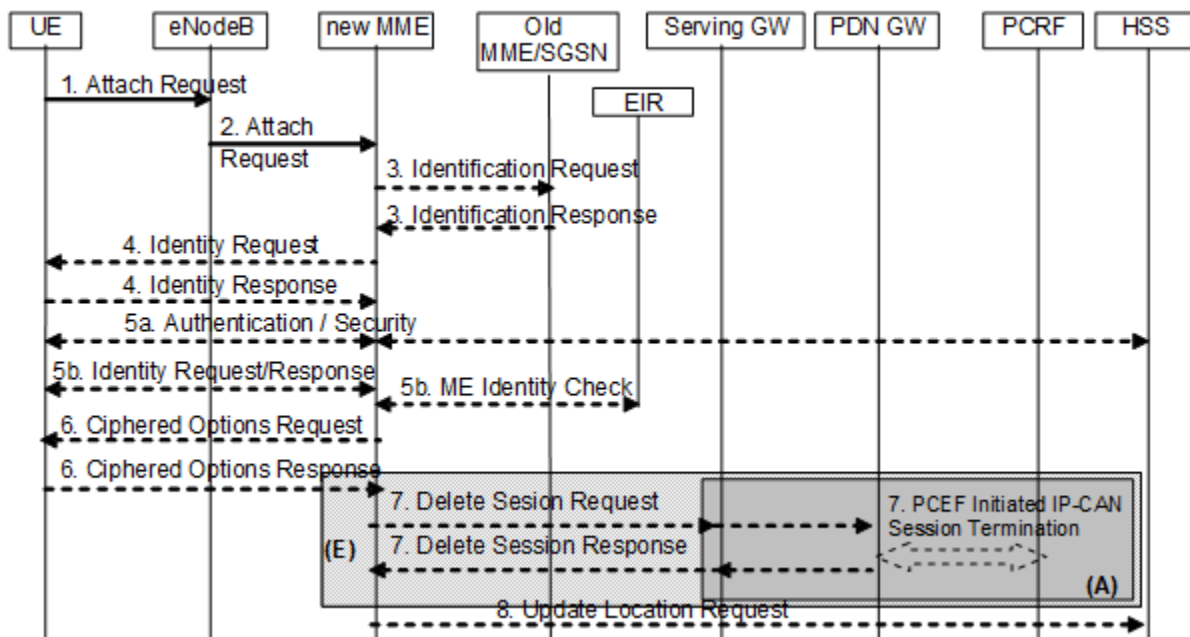 UE
eNodeB
new MME
Old
MME/SGSN
Serving GW
PDN GW
PCRF
HSS
EIR
1. Attach Request
2. Attach
Request
3. Identification Request
3. Identification Response
4. Identity Request
4. Identity Response
5a. Authentication / Security
5b. Identity Request/Response
5b. ME Identity Check
6. Ciphered Options Request
6. Ciphered Options Response
7. Delete Sesion Request
7. PCEF Initiated IP-CAN
Session Termination
(E)
7. Delete Session Response
(A)
8. Update Location Request